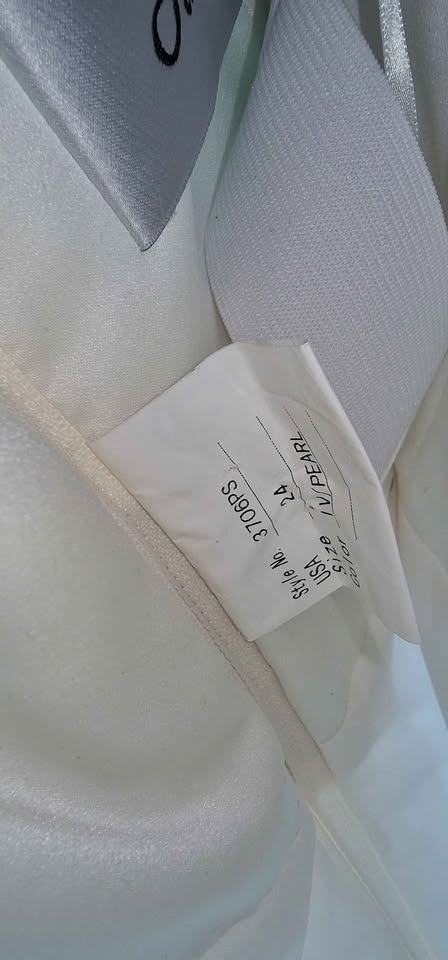 Style No. 3706PS
USA
Size 24
color IV/PEARL